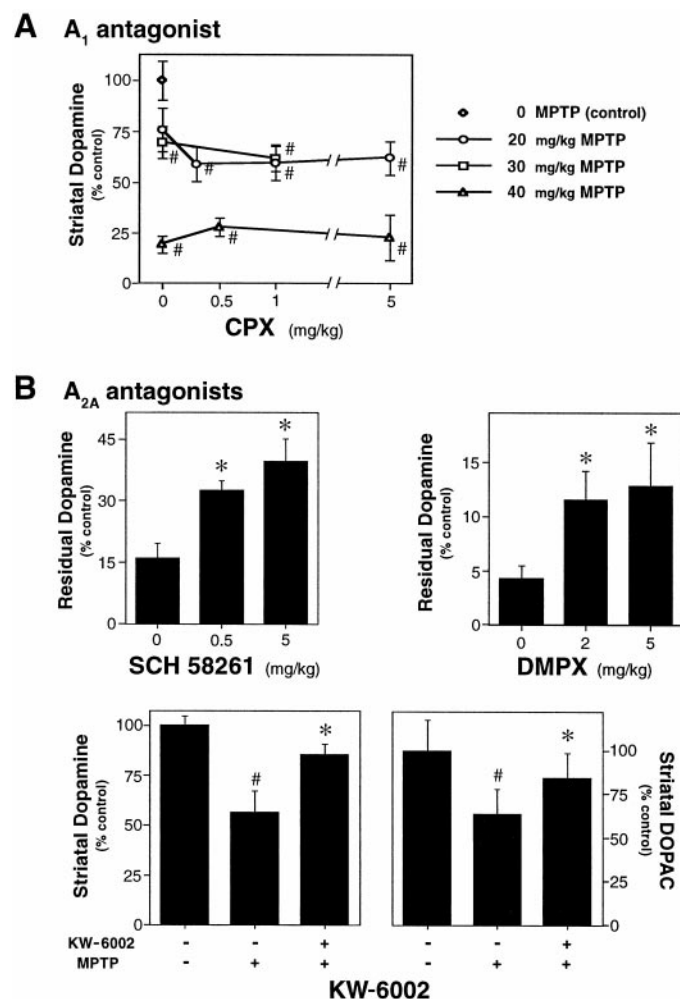 A A1 antagonist
Striatal Dopamine
(% control)
100
75
50
25
0
# # # # # # # #
0 0.5 1 5
CPX (mg/kg)
0 MPTP (control)
20 mg/kg MPTP
30 mg/kg MPTP
40 mg/kg MPTP
B A2A antagonists
Residual Dopamine
(% control)
45
30
15
0
* *
0 0.5 5
SCH 58261 (mg/kg)
Residual Dopamine
(% control)
15
10
5
0
* *
0 2 5
DMPX (mg/kg)
Striatal Dopamine
(% control)
100
75
50
25
0
# *
# *
100
75
50
25
0
Striatal DOPAC
(% control)
KW-6002 - - + - - +
MPTP - + + - + +
KW-6002